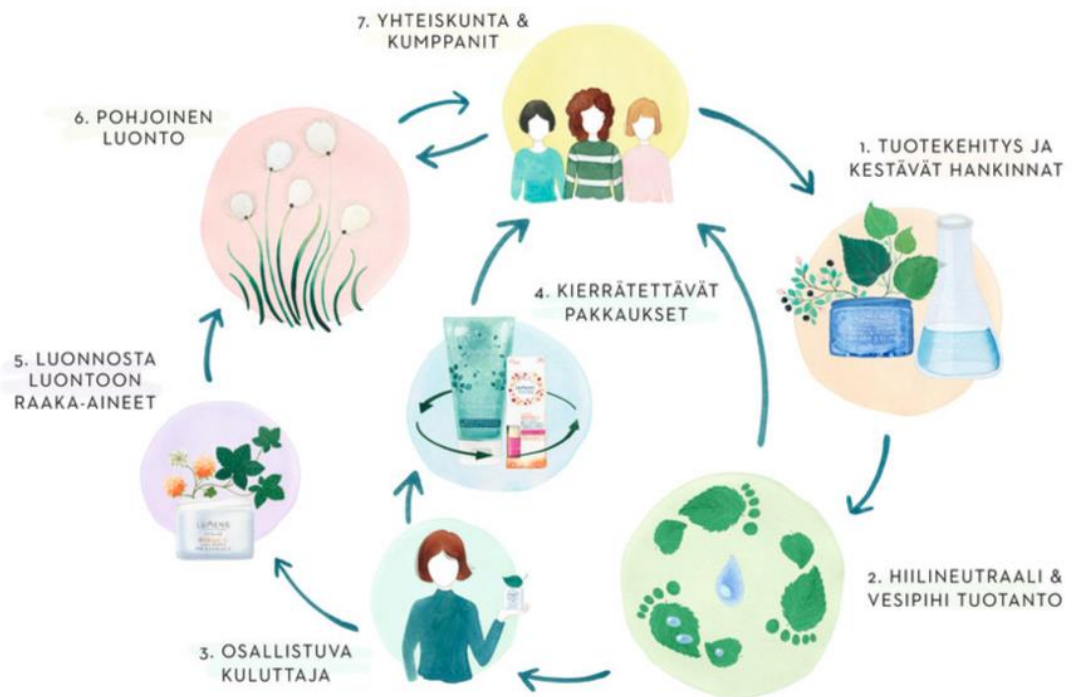 7. YHTEISKUNTA &
KUMPPANIT
6. POHJOINEN
LUONTO
1. TUOTEKEHITYS JA
KESTÄVÄT HANKINNAT
4. KIERRÄTETTÄVÄT
PAKKAUKSET
5. LUONNOSTA
LUONTOON
RAAKA-AINEET
LUMENE
2. HIILINEUTRAALI &
VESIPIHI TUOTANTO
3. OSALLISTUVA
KULUTTAJA